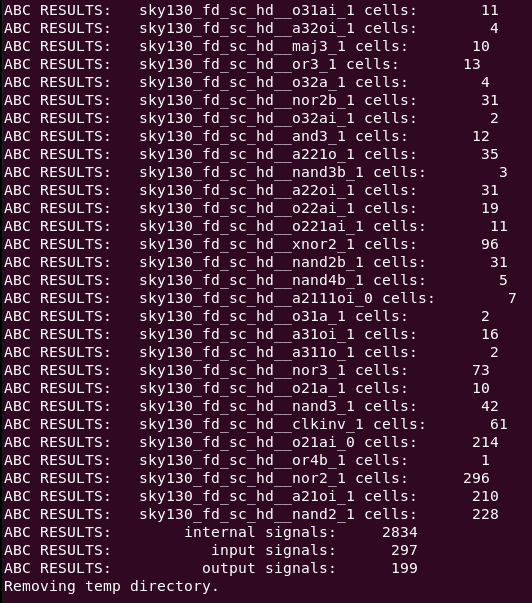 ABC RESULTS:   sky130_fd_sc_hd__o31ai_1 cells:       11
ABC RESULTS:   sky130_fd_sc_hd__a32oi_1 cells:        4
ABC RESULTS:   sky130_fd_sc_hd__maj3_1 cells:       10
ABC RESULTS:   sky130_fd_sc_hd__or3_1 cells:       13
ABC RESULTS:   sky130_fd_sc_hd__o32a_1 cells:        4
ABC RESULTS:   sky130_fd_sc_hd__nor2b_1 cells:       31
ABC RESULTS:   sky130_fd_sc_hd__o32ai_1 cells:        2
ABC RESULTS:   sky130_fd_sc_hd__and3_1 cells:       12
ABC RESULTS:   sky130_fd_sc_hd__a221o_1 cells:       35
ABC RESULTS:   sky130_fd_sc_hd__nand3b_1 cells:        3
ABC RESULTS:   sky130_fd_sc_hd__a22oi_1 cells:       31
ABC RESULTS:   sky130_fd_sc_hd__o22ai_1 cells:       19
ABC RESULTS:   sky130_fd_sc_hd__o221ai_1 cells:       11
ABC RESULTS:   sky130_fd_sc_hd__xnor2_1 cells:       96
ABC RESULTS:   sky130_fd_sc_hd__nand2b_1 cells:       31
ABC RESULTS:   sky130_fd_sc_hd__nand4b_1 cells:        5
ABC RESULTS:   sky130_fd_sc_hd__a2111oi_0 cells:        7
ABC RESULTS:   sky130_fd_sc_hd__o31a_1 cells:        2
ABC RESULTS:   sky130_fd_sc_hd__a31oi_1 cells:       16
ABC RESULTS:   sky130_fd_sc_hd__a311o_1 cells:        2
ABC RESULTS:   sky130_fd_sc_hd__nor3_1 cells:       73
ABC RESULTS:   sky130_fd_sc_hd__o21a_1 cells:       10
ABC RESULTS:   sky130_fd_sc_hd__nand3_1 cells:       42
ABC RESULTS:   sky130_fd_sc_hd__clkinv_1 cells:       61
ABC RESULTS:   sky130_fd_sc_hd__o21ai_0 cells:      214
ABC RESULTS:   sky130_fd_sc_hd__or4b_1 cells:        1
ABC RESULTS:   sky130_fd_sc_hd__nor2_1 cells:      296
ABC RESULTS:   sky130_fd_sc_hd__a21oi_1 cells:      210
ABC RESULTS:   sky130_fd_sc_hd__nand2_1 cells:      228
ABC RESULTS:        internal signals:     2834
ABC RESULTS:           input signals:      297
ABC RESULTS:          output signals:      199
Removing temp directory.